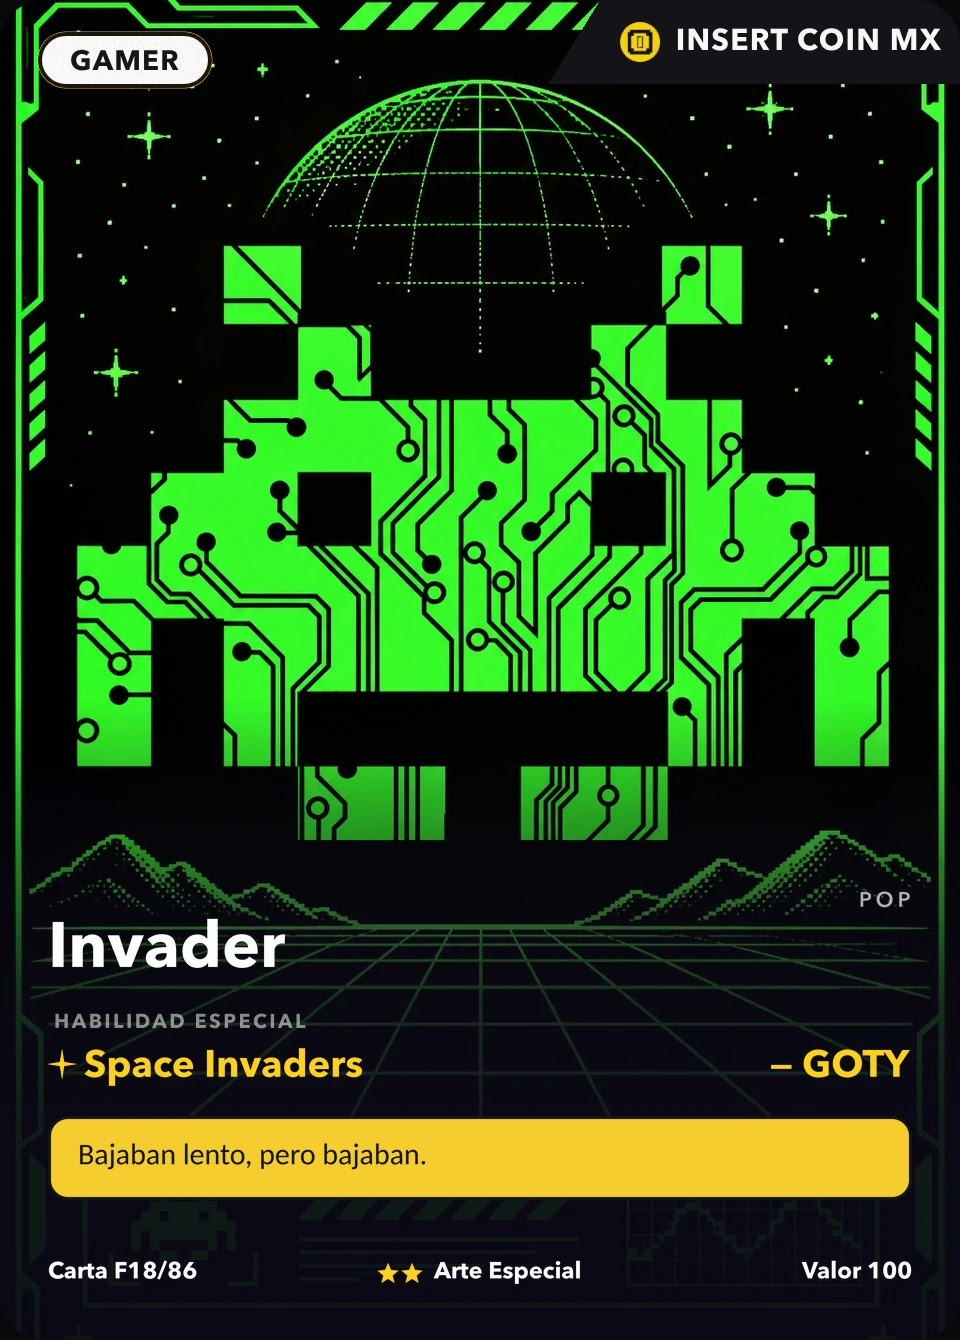 GAMER
INSERT COIN MX
POP
Invader
HABILIDAD ESPECIAL
Space Invaders – GOTY
Bajaban lento, pero bajaban.
Carta F18/86 ★★ Arte Especial Valor 100